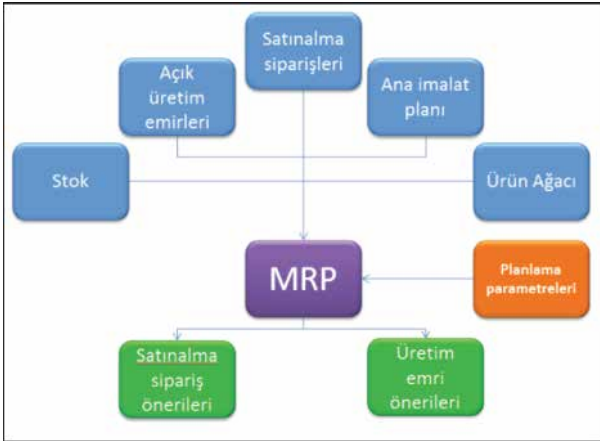 Satınalma
siparişleri
Açık
üretim
emirleri
Ana imalat
planı
Stok
Ürün Ağacı
MRP
Planlama
parametreleri
Satınalma
sipariş
önerileri
Üretim
emri
önerileri